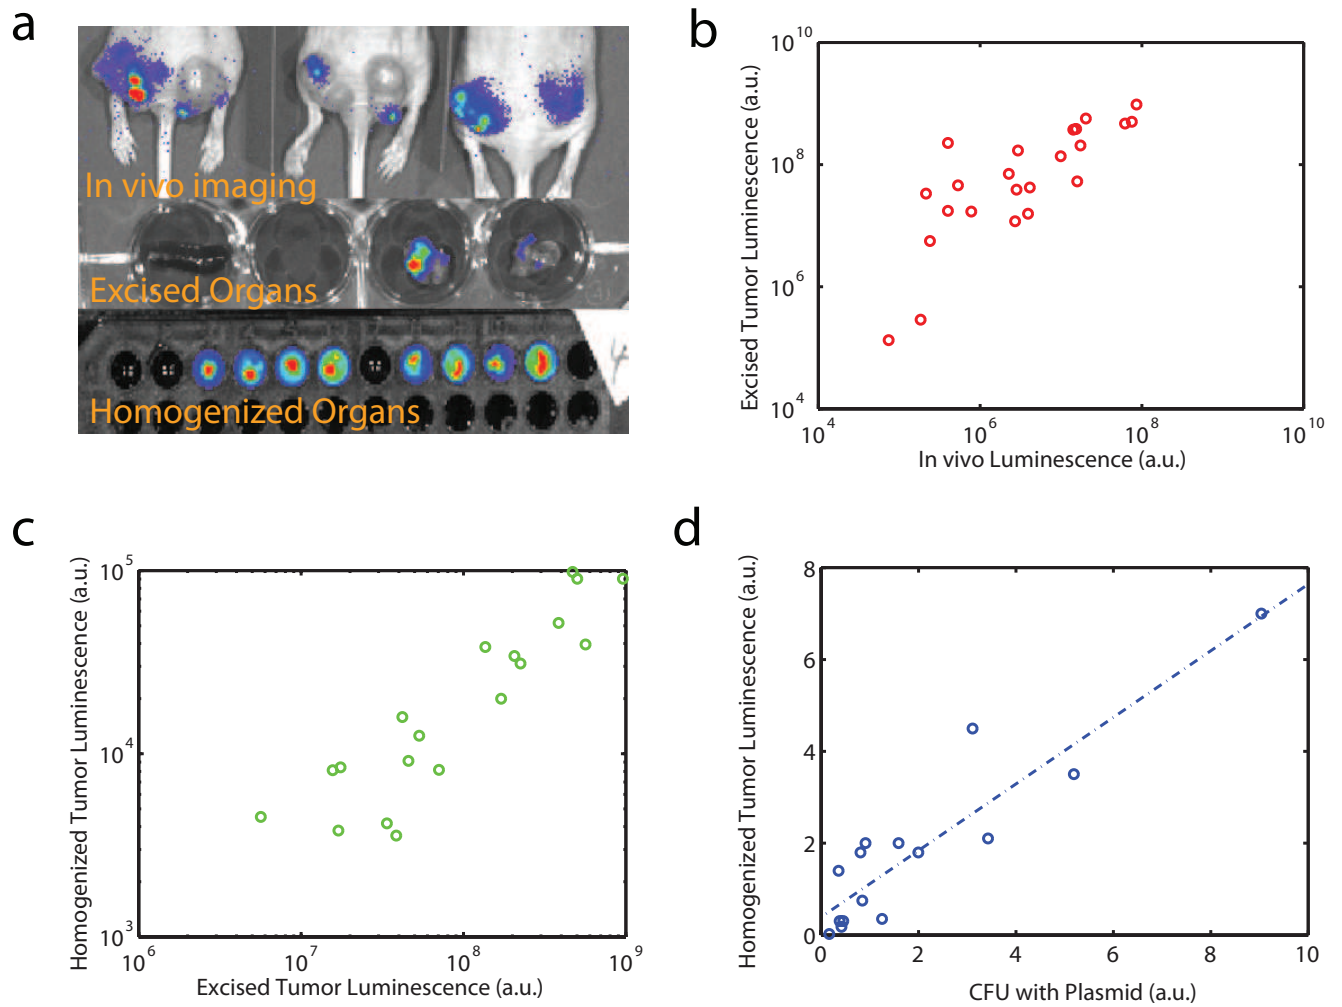 a
In vivo imaging
Excised Organs
Homogenized Organs
b
10^10
10^8
10^6
10^4
Excised Tumor Luminescence (a.u.)
10^4
10^6
10^8
10^10
In vivo Luminescence (a.u.)
c
10^5
10^4
10^3
Homogenized Tumor Luminescence (a.u.)
10^6
10^7
10^8
10^9
Excised Tumor Luminescence (a.u.)
d
8
6
4
2
0
Homogenized Tumor Luminescence (a.u.)
0
2
4
6
8
10
CFU with Plasmid (a.u.)